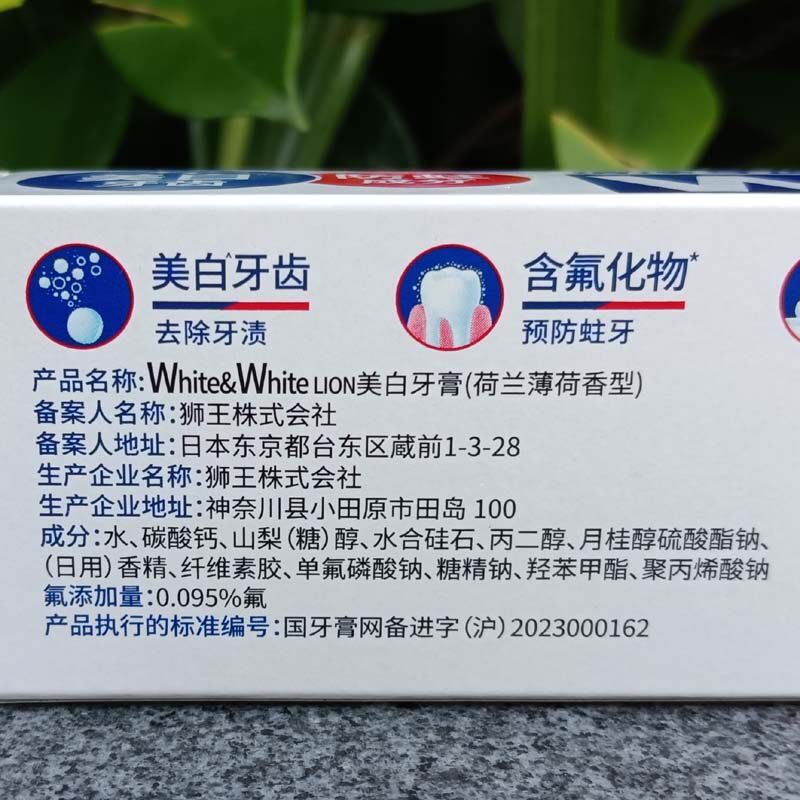 美白^牙齿
去除牙渍
含氟化物*
预防蛀牙
产品名称:White&White LION美白牙膏(荷兰薄荷香型)
备案人名称:狮王株式会社
备案人地址:日本东京都台东区蔵前1-3-28
生产企业名称:狮王株式会社
生产企业地址:神奈川县小田原市田岛 100
成分:水、碳酸钙、山梨(糖)醇、水合硅石、丙二醇、月桂醇硫酸酯钠、
(日用)香精、纤维素胶、单氟磷酸钠、糖精钠、羟苯甲酯、聚丙烯酸钠
氟添加量:0.095%氟
产品执行的标准编号:国牙膏网备进字(沪)2023000162